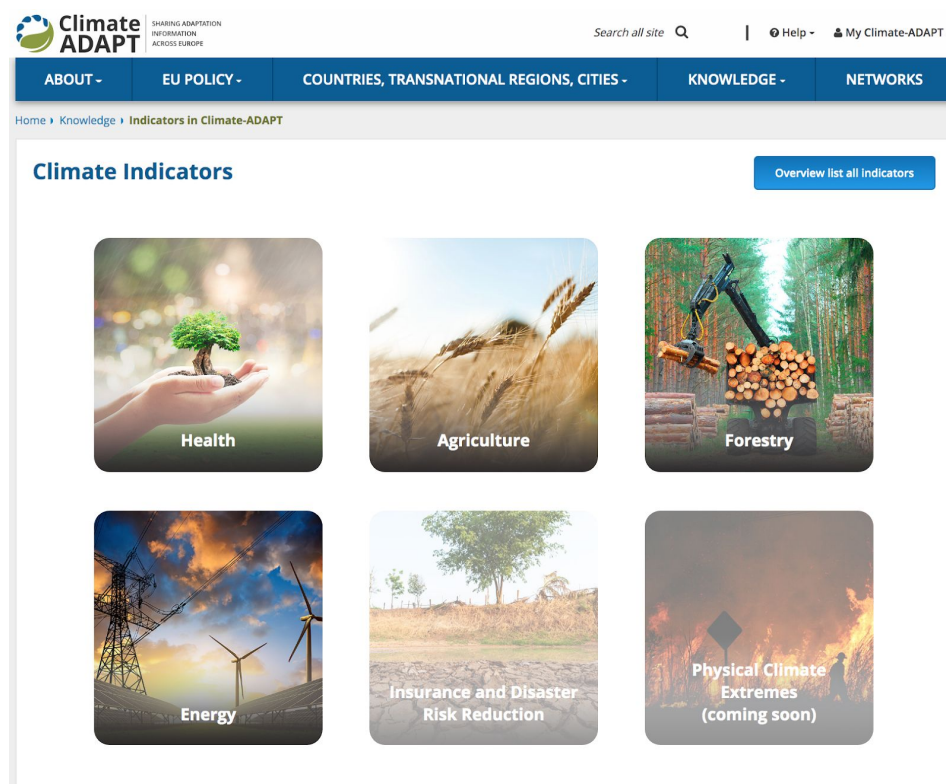 Climate
ADAPT
SHARING ADAPTATION
INFORMATION
ACROSS EUROPE
Search all site
Help
My Climate-ADAPT
ABOUT
EU POLICY
COUNTRIES, TRANSNATIONAL REGIONS, CITIES
KNOWLEDGE
NETWORKS
Home
Knowledge
Indicators in Climate-ADAPT
Climate Indicators
Overview list all indicators
Health
Agriculture
Forestry
Energy
Insurance and Disaster
Risk Reduction
Physical Climate
Extremes
(coming soon)